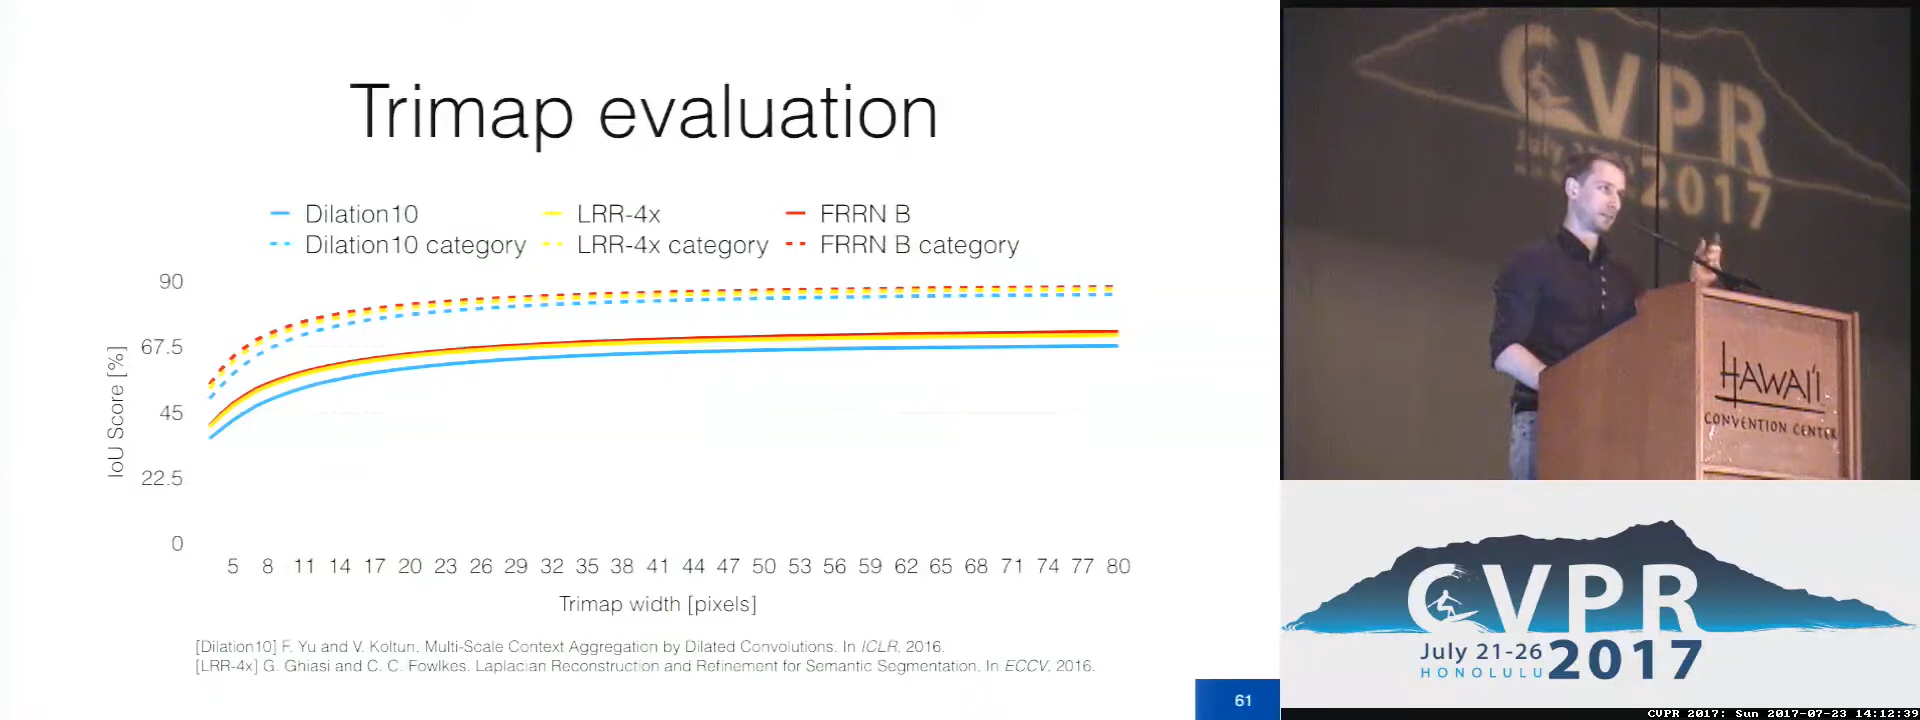 Trimap evaluation
Dilation10 LRR-4x FRRN B
Dilation10 category LRR-4x category FRRN B category
90
67.5
45
22.5
0
IoU Score [%]
5 8 11 14 17 20 23 26 29 32 35 38 41 44 47 50 53 56 59 62 65 68 71 74 77 80
Trimap width [pixels]
[Dilation10] F. Yu and V. Koltun. Multi-Scale Context Aggregation by Dilated Convolutions. In ICLR, 2016.
[LRR-4x] G. Ghiasi and C. C. Fowlkes. Laplacian Reconstruction and Refinement for Semantic Segmentation. In ECCV. 2016.
61
CVPR
July
2017
HAWAI'I
CONVENTION CENTER
CVPR
July 21-26
HONOLULU
2017
CVPR 2017: Sun 2017-07-23 14:12:39